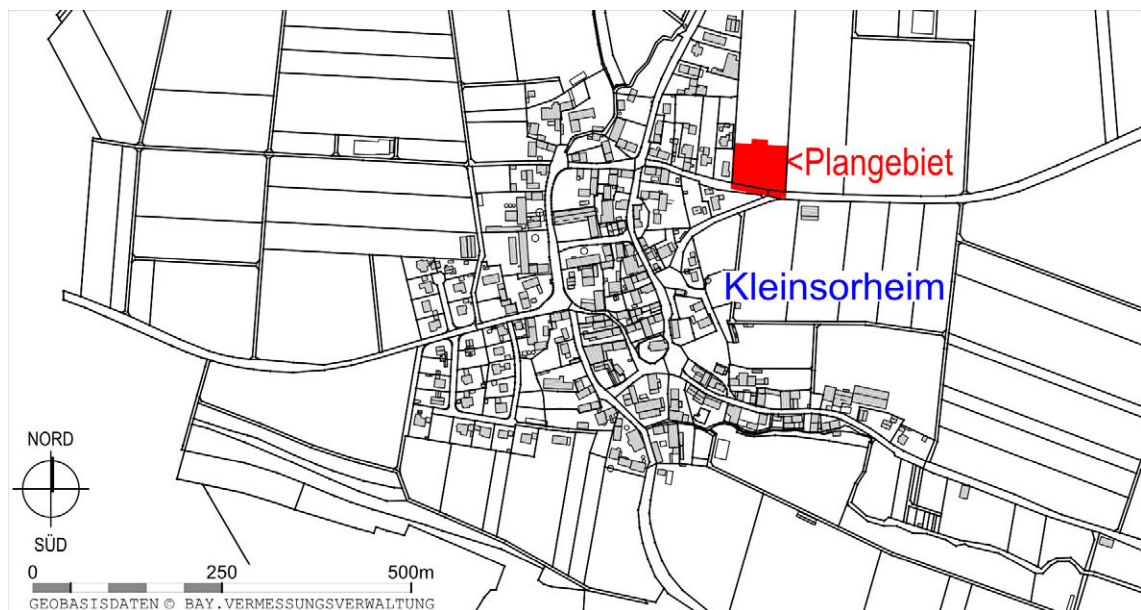 <Plangebiet
Kleinsorheim
NORD
SÜD
0 250 500m
GEOBASISDATEN © BAY.VERMESSUNGSVERWALTUNG